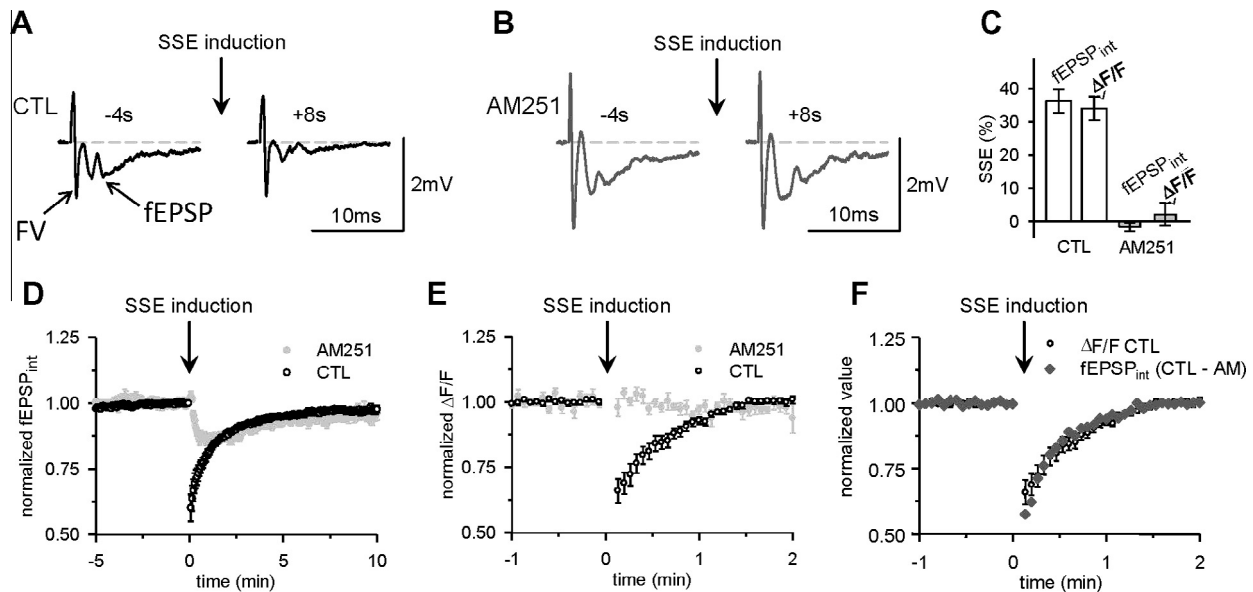 A
SSE induction
CTL
-4s
+8s
2mV
fEPSP
FV
10ms
B
SSE induction
AM251
-4s
+8s
2mV
10ms
C
fEPSPint
ΔF/F
fEPSPint
ΔF/F
SSE (%)
40
30
20
10
0
CTL
AM251
D
SSE induction
normalized fEPSPint
1.25
1.00
0.75
0.50
AM251
CTL
-5
0
5
10
time (min)
E
SSE induction
normalized ΔF/F
1.25
1.00
0.75
0.50
AM251
CTL
-1
0
1
2
time (min)
F
SSE induction
normalized value
1.25
1.00
0.75
0.50
ΔF/F CTL
fEPSPint (CTL - AM)
-1
0
1
2
time (min)